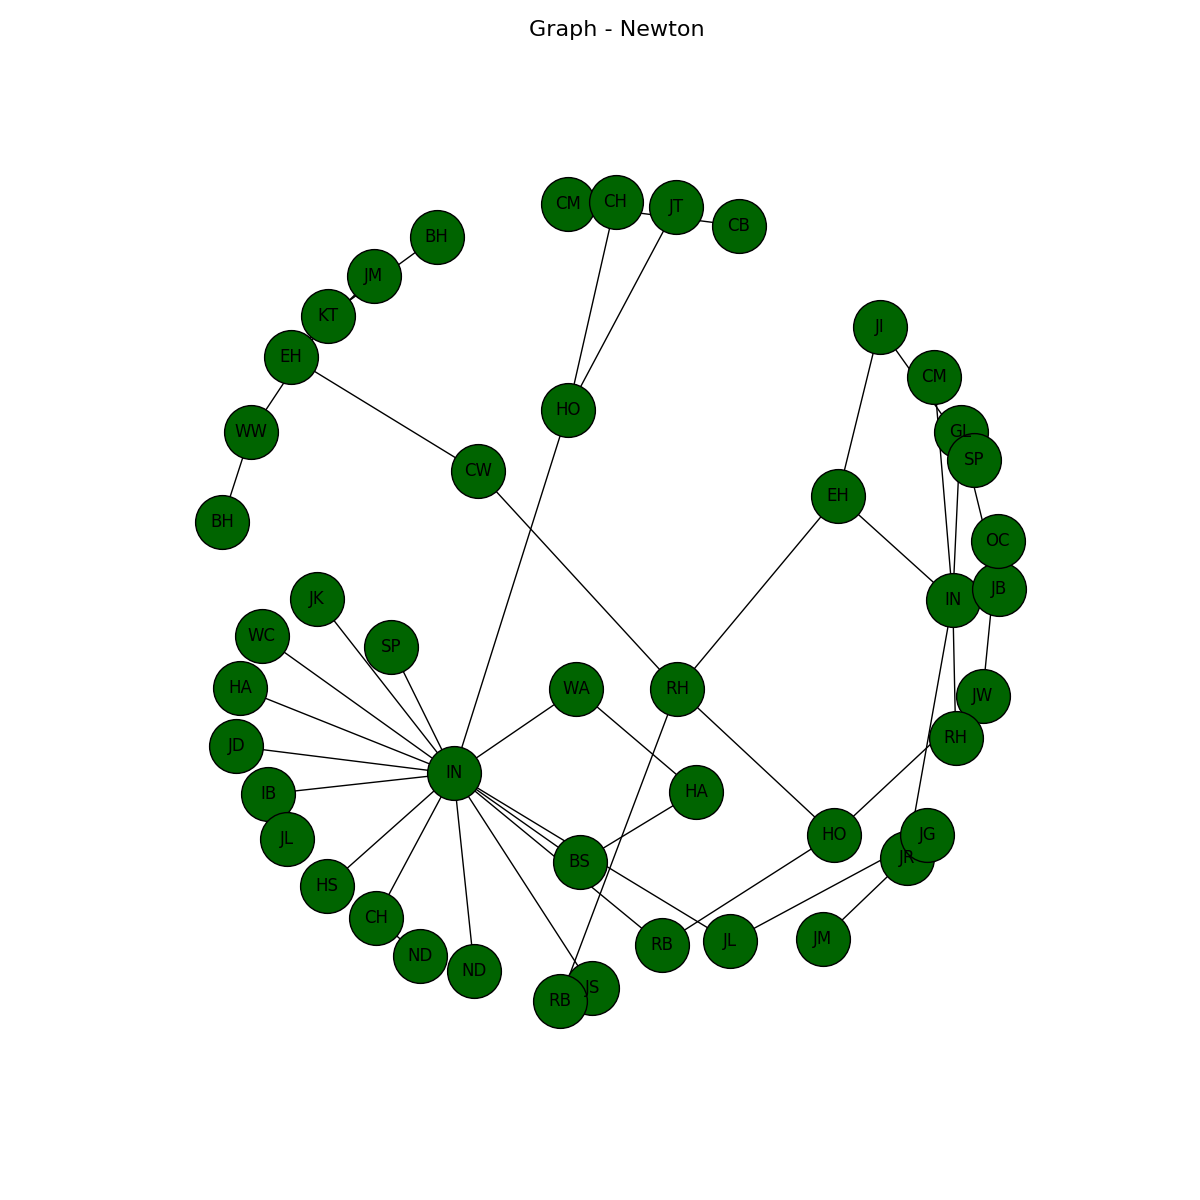 Graph - Newton
CM
CH
JT
CB
BH
JM
KT
EH
WW
BH
HO
CW
JI
CM
GL
SP
EH
OC
IN
JB
JK
WC
SP
HA
JD
IB
JL
HS
CH
ND
ND
IN
WA
RH
HA
BS
RB
JS
RB
JL
JM
HO
JR
JG
RH
JW